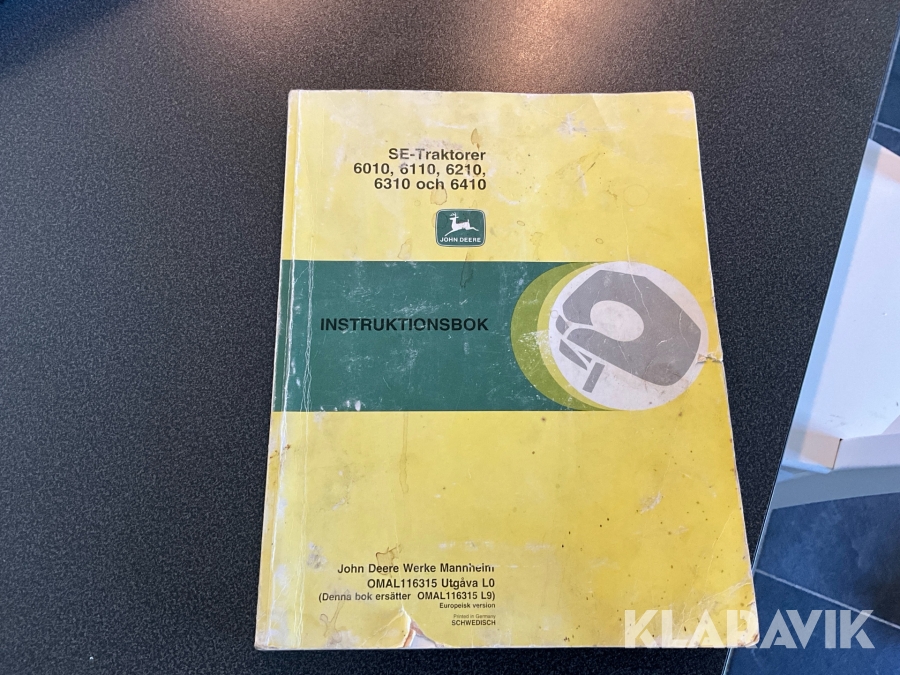 SE-Traktorer
6010, 6110, 6210,
6310 och 6410
JOHN DEERE
INSTRUKTIONSBOK
John Deere Werke Mannheim
OMAL116315 Utgåva L0
(Denna bok ersätter OMAL116315 L9)
Europeisk version
Printed in Germany
SCHWEDISCH
KLARAVIK